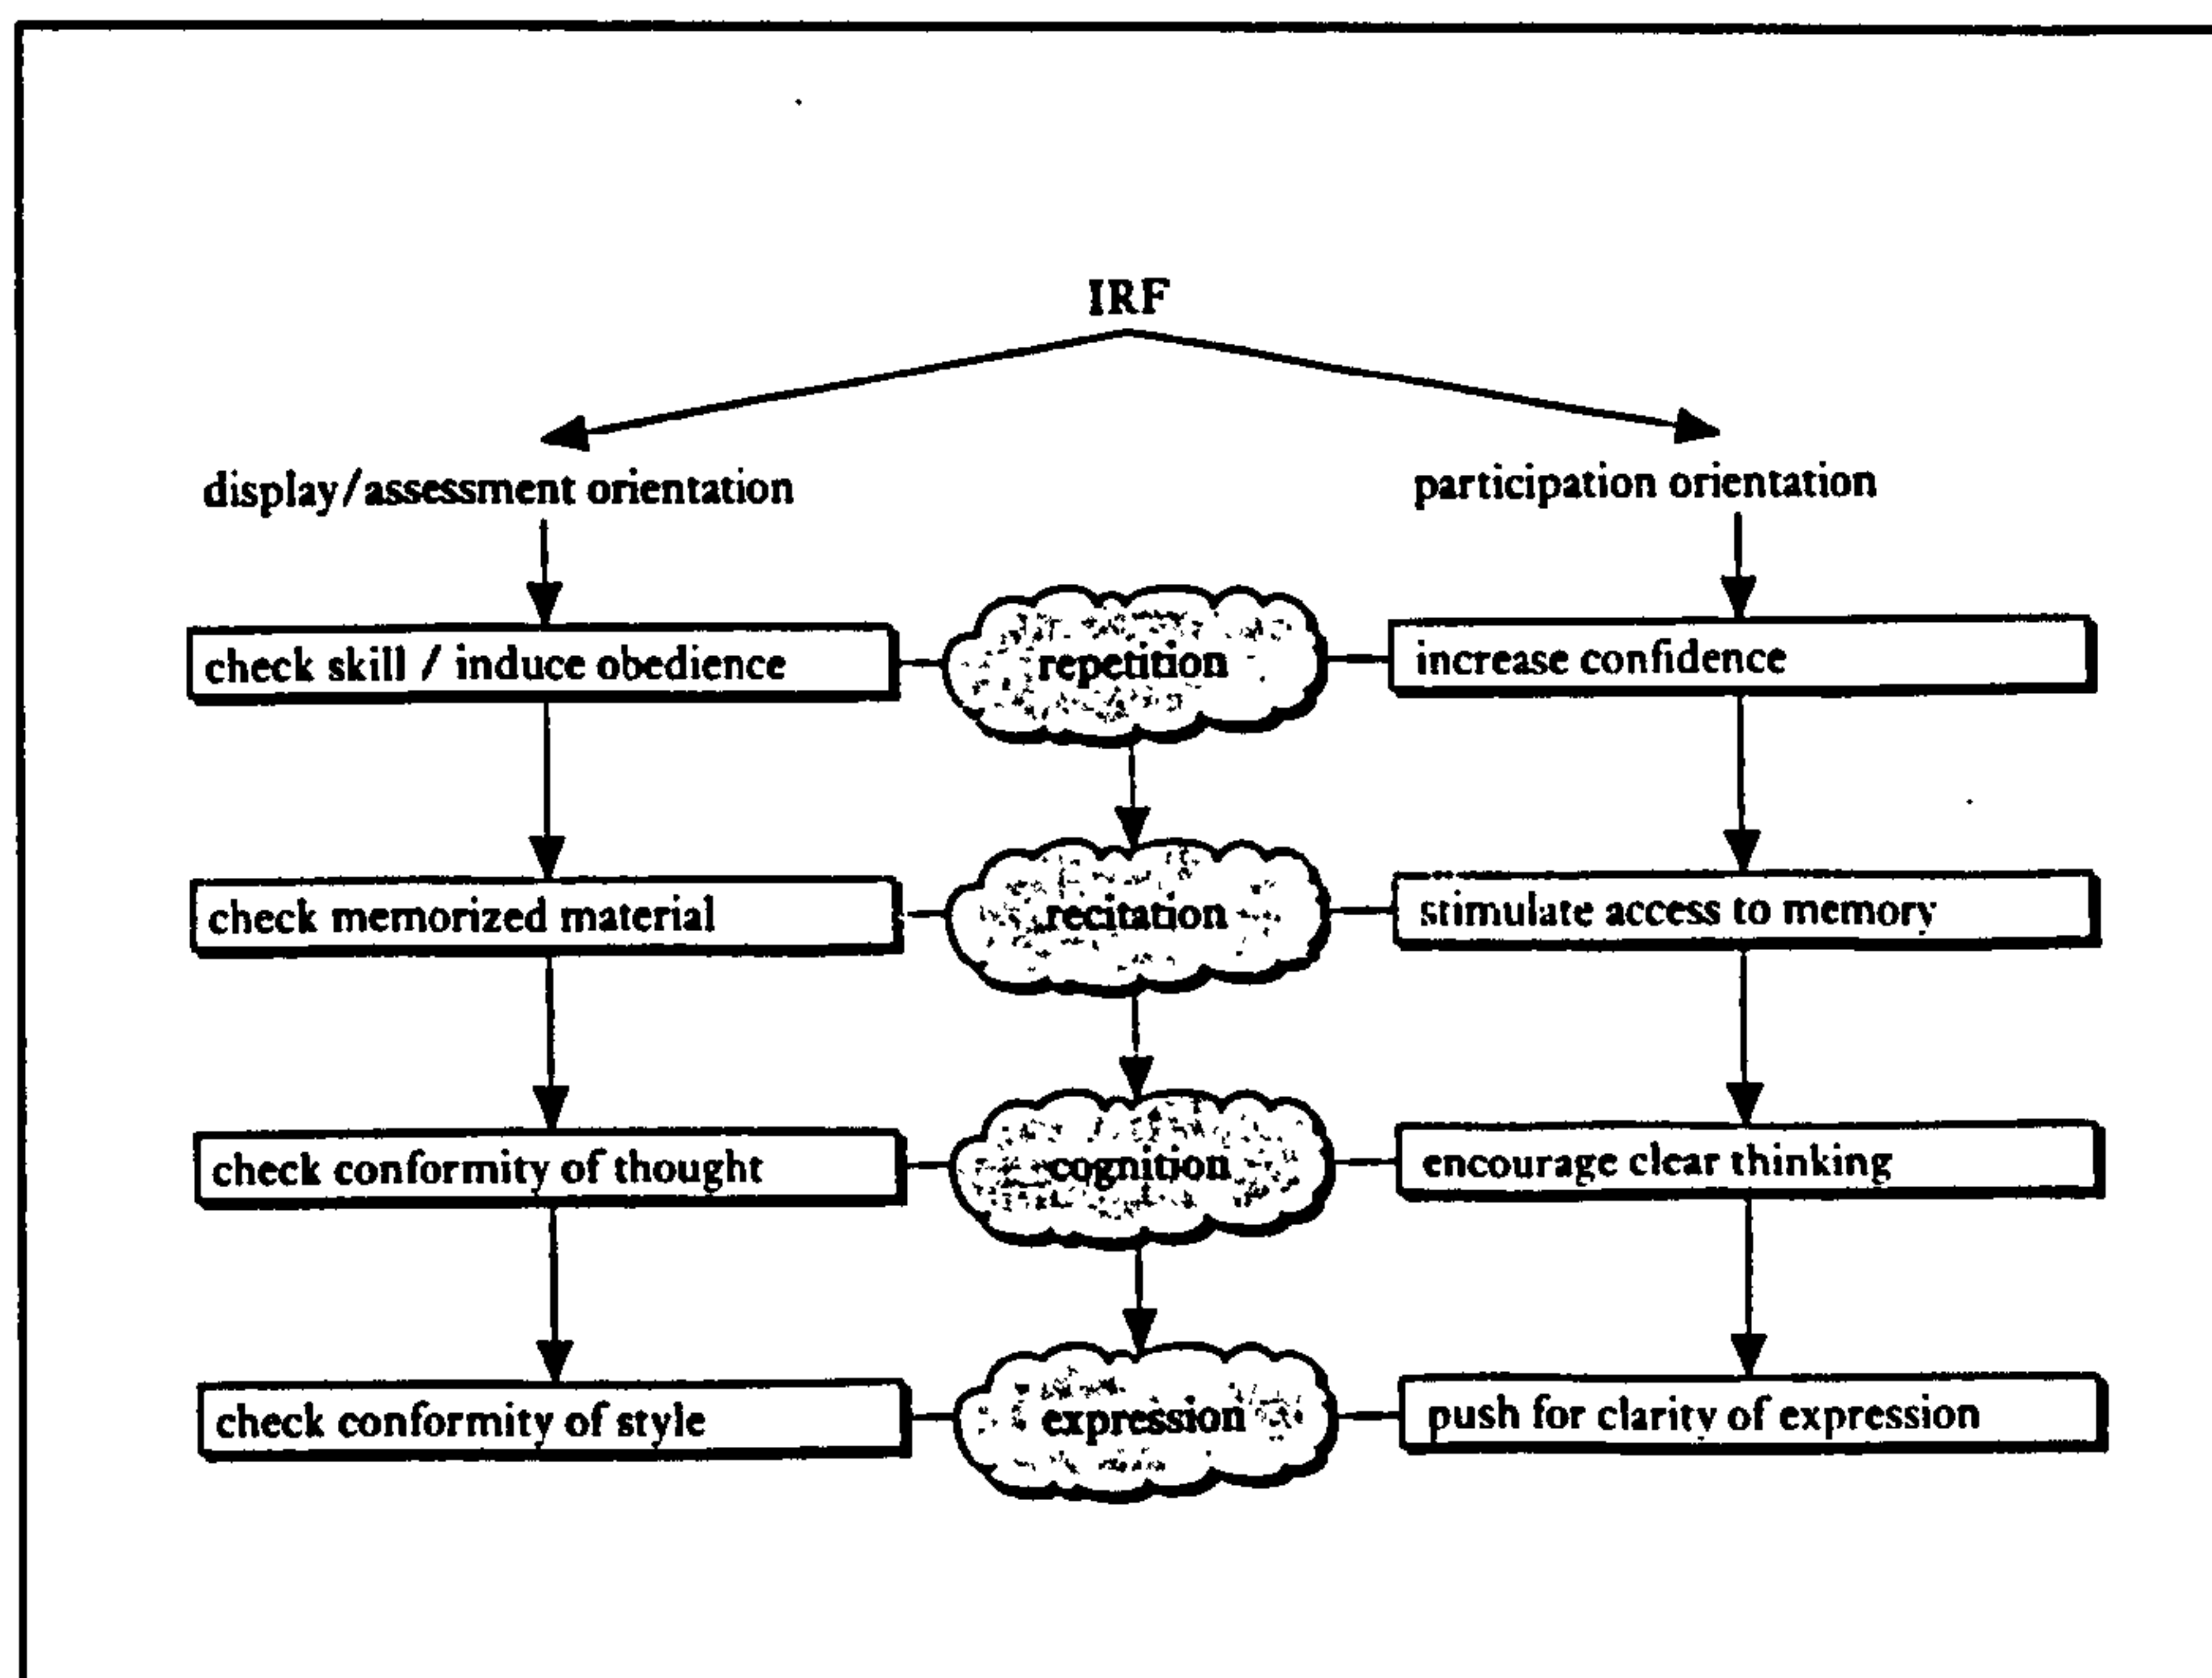 IRF
display/assessment orientation
participation orientation
check skill / induce obedience
repetition
increase confidence
check memorized material
recitation
stimulate access to memory
check conformity of thought
cognition
encourage clear thinking
check conformity of style
expression
push for clarity of expression